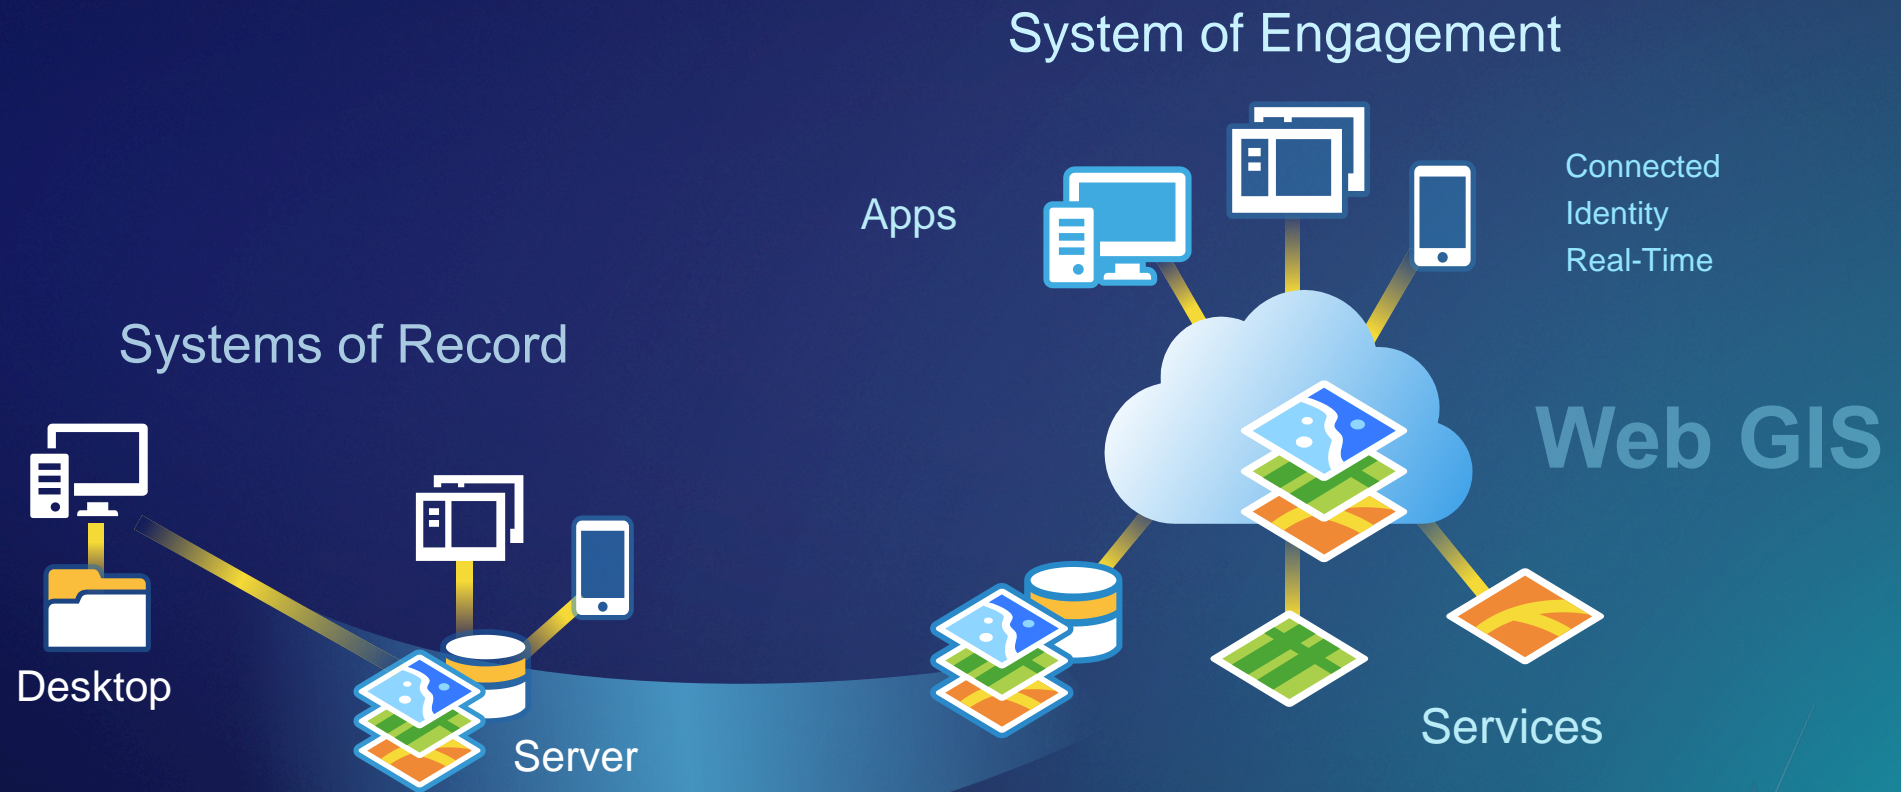 System of Engagement
Apps
Connected
Identity
Real-Time
Systems of Record
Web GIS
Desktop
Server
Services